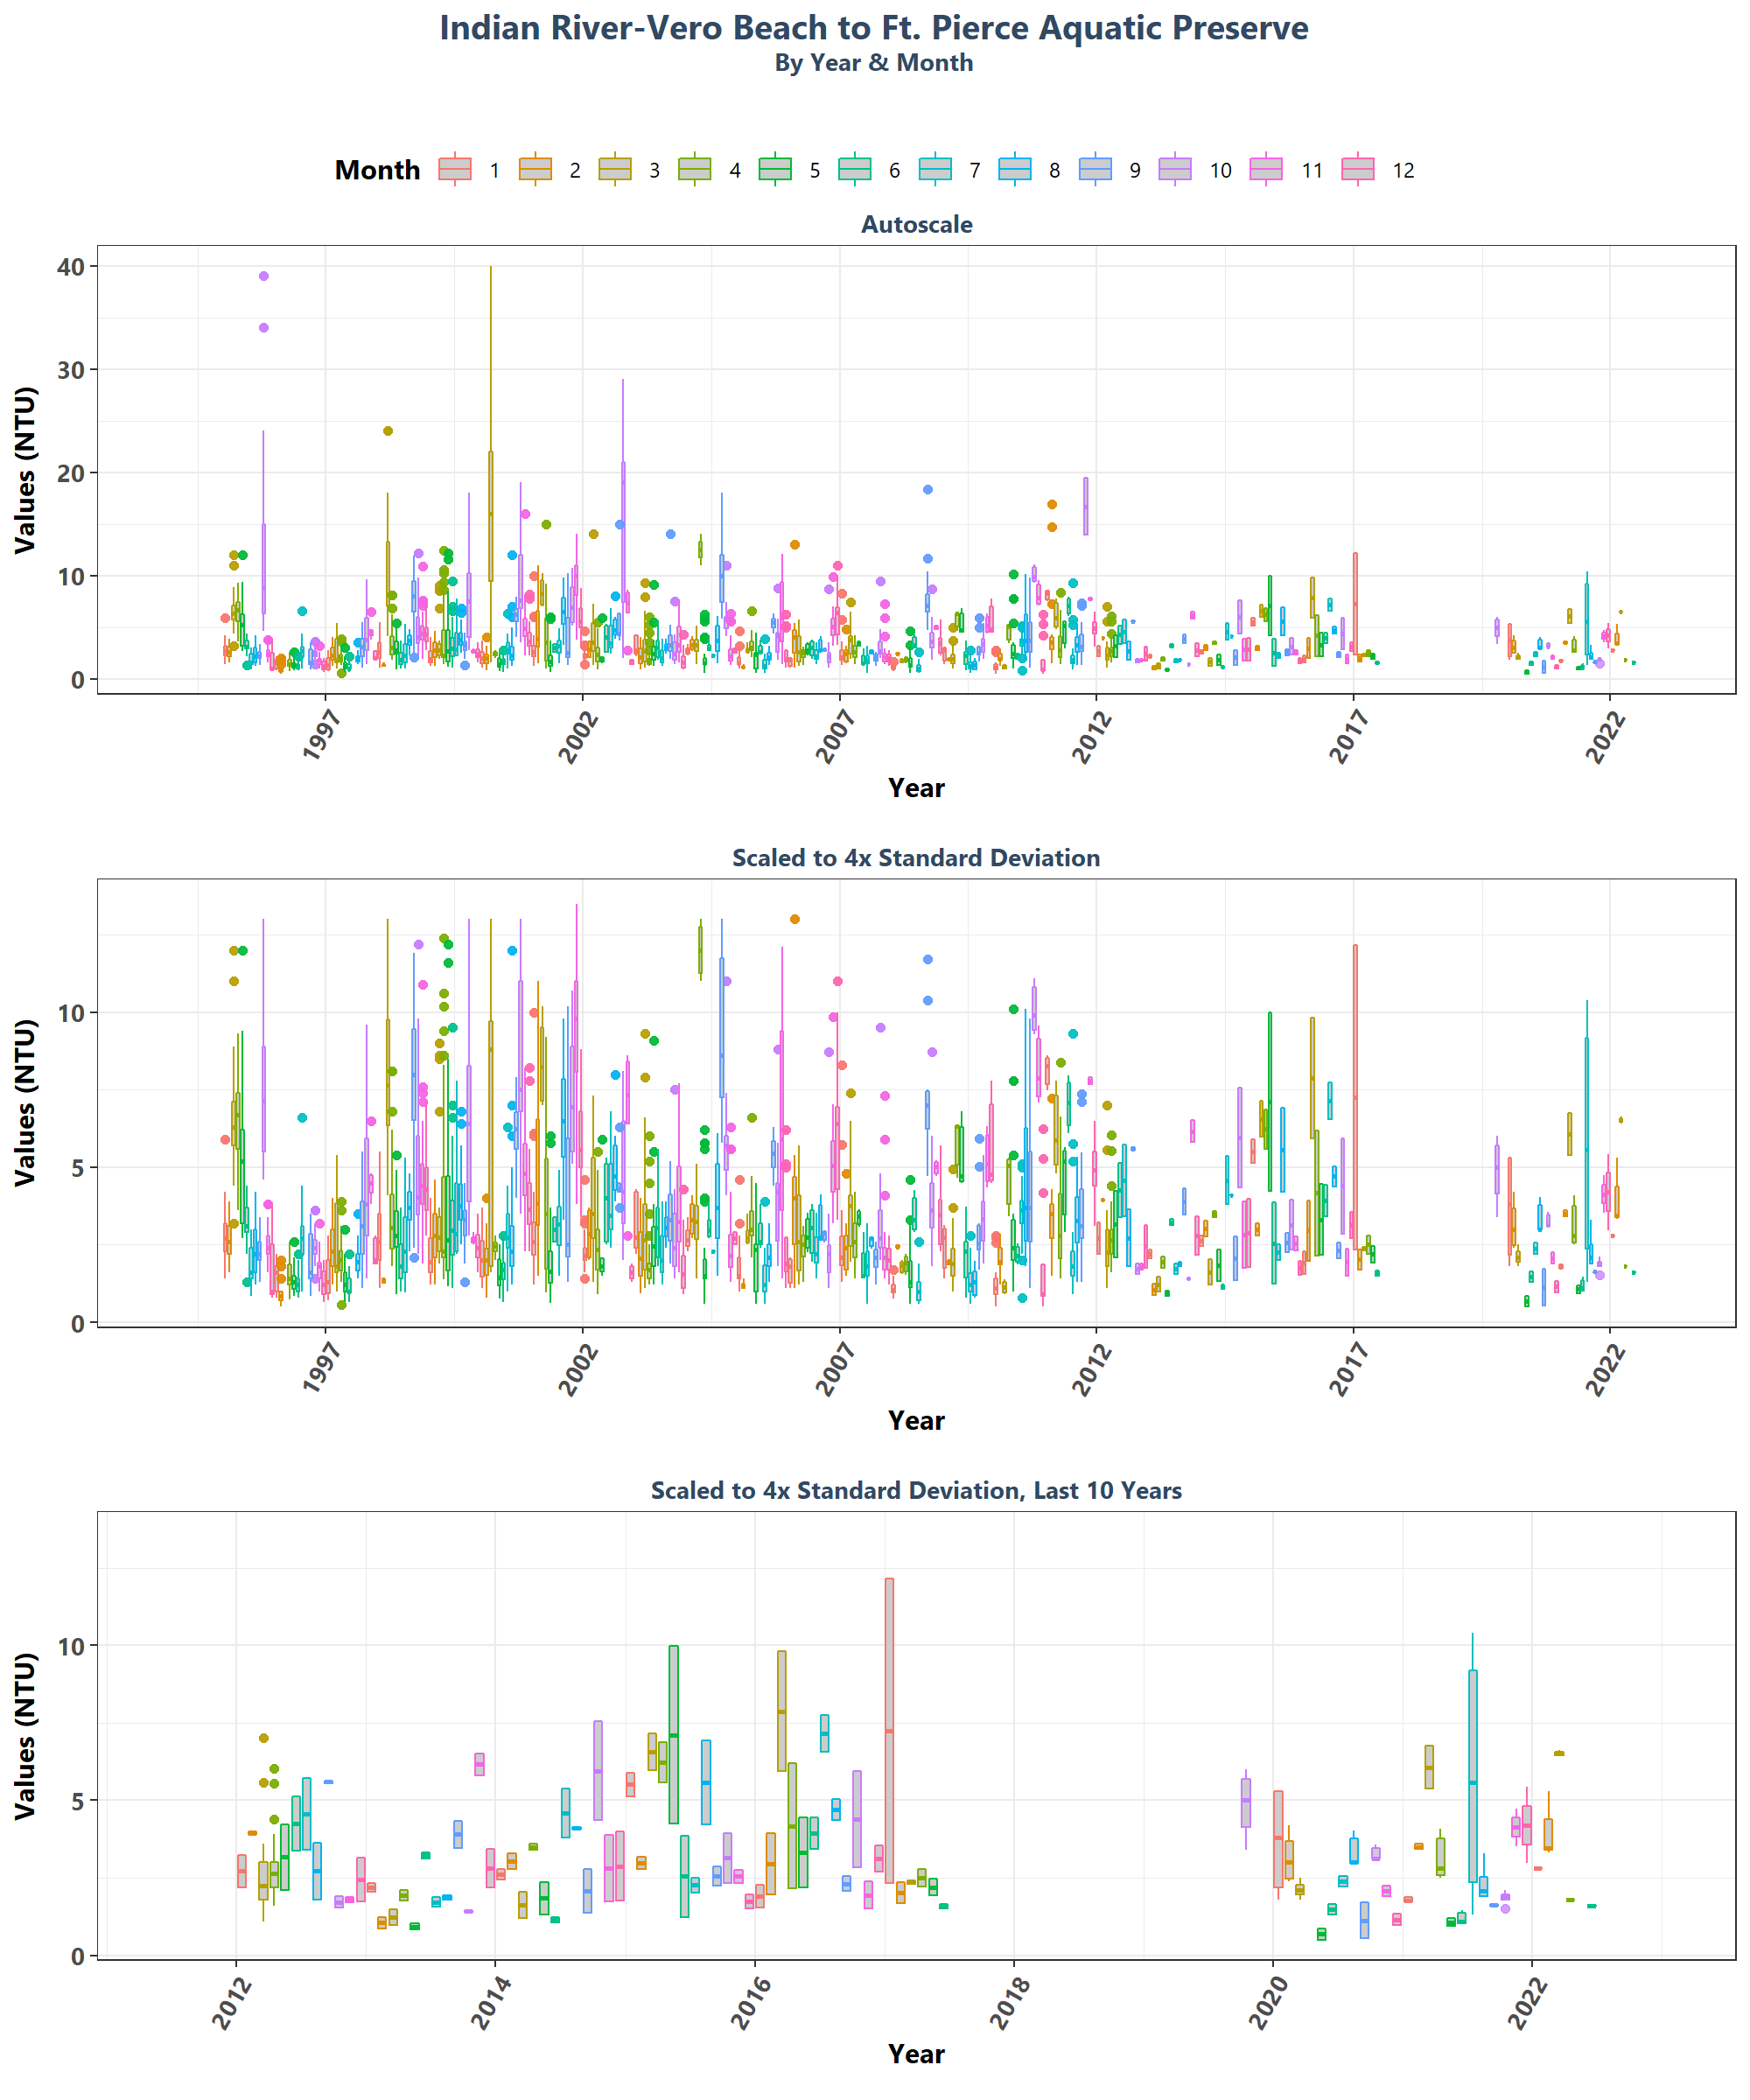 Indian River-Vero Beach to Ft. Pierce Aquatic Preserve
By Year & Month
Month 1 2 3 4 5 6 7 8 9 10 11 12
Autoscale
Values (NTU)
40
30
20
10
0
1997 2002 2007 2012 2017 2022
Year
Scaled to 4x Standard Deviation
Values (NTU)
10
5
0
1997 2002 2007 2012 2017 2022
Year
Scaled to 4x Standard Deviation, Last 10 Years
Values (NTU)
10
5
0
2012 2014 2016 2018 2020 2022
Year